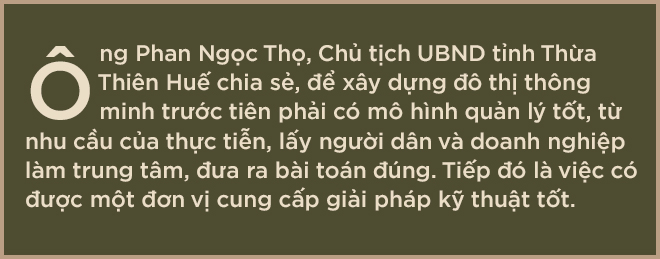 Ông Phan Ngọc Thọ, Chủ tịch UBND tỉnh Thừa
Thiên Huế chia sẻ, để xây dựng đô thị thông
minh trước tiên phải có mô hình quản lý tốt, từ
nhu cầu của thực tiễn, lấy người dân và doanh nghiệp
làm trung tâm, đưa ra bài toán đúng. Tiếp đó là việc có
được một đơn vị cung cấp giải pháp kỹ thuật tốt.